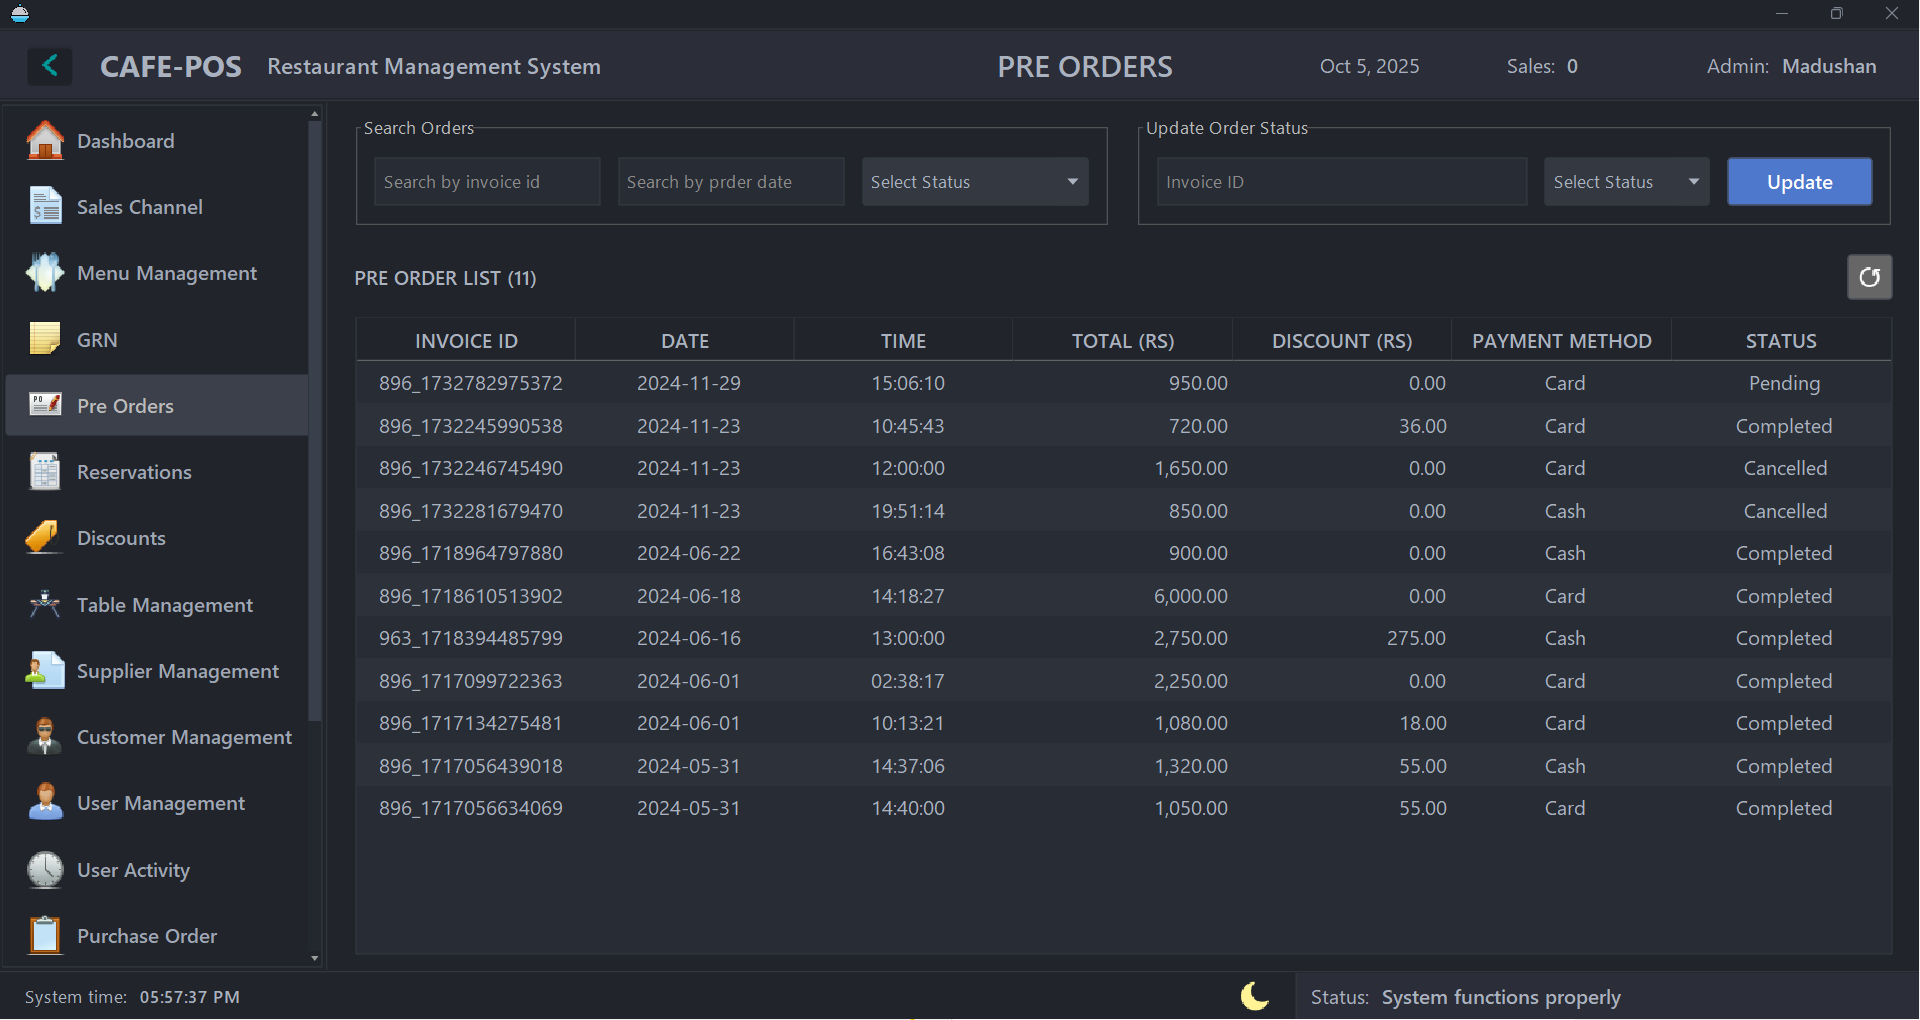 CAFE-POS Restaurant Management System PRE ORDERS Oct 5, 2025 Sales: 0 Admin: Madushan
Dashboard
Sales Channel
Menu Management
GRN
Pre Orders
Reservations
Discounts
Table Management
Supplier Management
Customer Management
User Management
User Activity
Purchase Order
Search Orders
Search by invoice id Search by prder date Select Status
Update Order Status
Invoice ID Select Status Update
PRE ORDER LIST (11)
INVOICE ID DATE TIME TOTAL (RS) DISCOUNT (RS) PAYMENT METHOD STATUS
896_1732782975372 2024-11-29 15:06:10 950.00 0.00 Card Pending
896_1732245990538 2024-11-23 10:45:43 720.00 36.00 Card Completed
896_1732246745490 2024-11-23 12:00:00 1,650.00 0.00 Card Cancelled
896_1732281679470 2024-11-23 19:51:14 850.00 0.00 Cash Cancelled
896_1718964797880 2024-06-22 16:43:08 900.00 0.00 Cash Completed
896_1718610513902 2024-06-18 14:18:27 6,000.00 0.00 Card Completed
963_1718394485799 2024-06-16 13:00:00 2,750.00 275.00 Cash Completed
896_1717099722363 2024-06-01 02:38:17 2,250.00 0.00 Card Completed
896_1717134275481 2024-06-01 10:13:21 1,080.00 18.00 Card Completed
896_1717056439018 2024-05-31 14:37:06 1,320.00 55.00 Cash Completed
896_1717056634069 2024-05-31 14:40:00 1,050.00 55.00 Card Completed
System time: 05:57:37 PM
Status: System functions properly